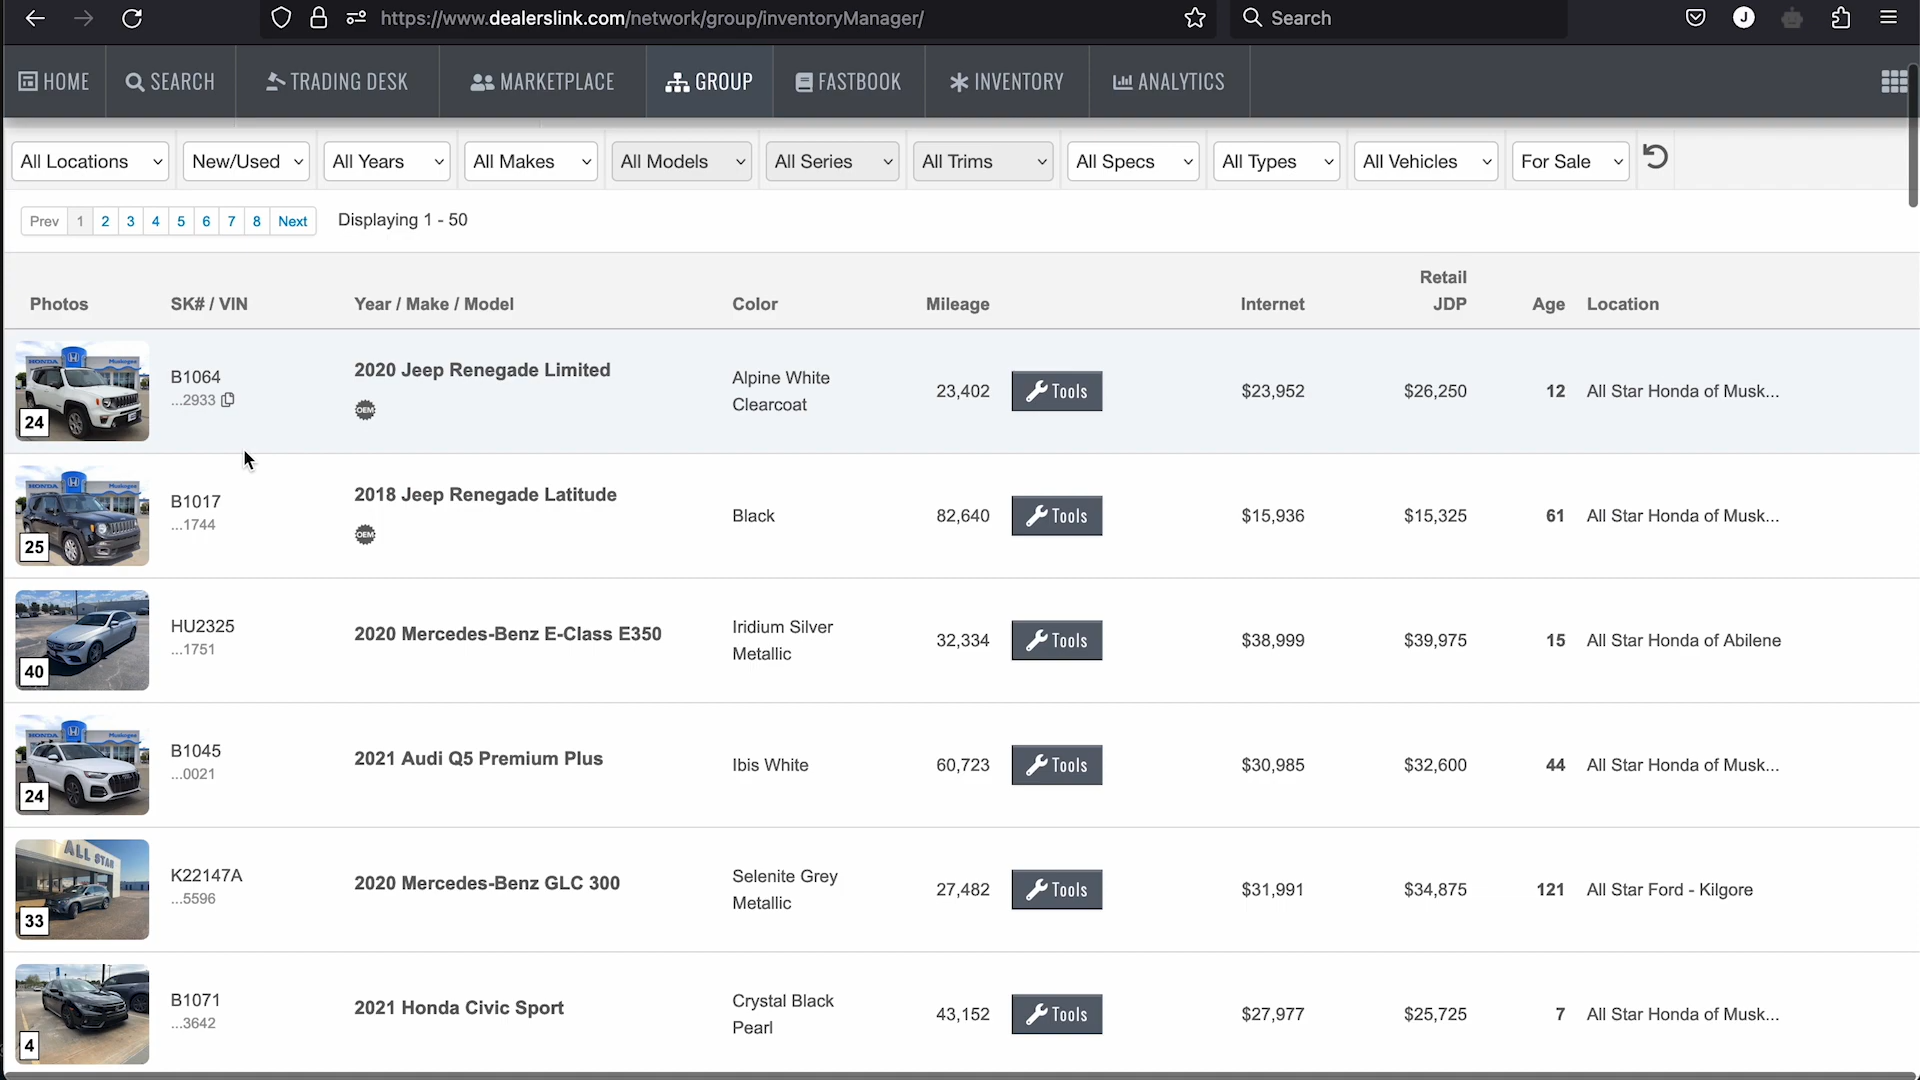 https://www.dealerslink.com/network/group/inventoryManager/
Search
J
HOME
SEARCH
TRADING DESK
MARKETPLACE
GROUP
FASTBOOK
INVENTORY
ANALYTICS
All Locations
New/Used
All Years
All Makes
All Models
All Series
All Trims
All Specs
All Types
All Vehicles
For Sale
Prev 1 2 3 4 5 6 7 8 Next
Displaying 1 - 50
Photos
SK# / VIN
Year / Make / Model
Color
Mileage
Internet
Retail
JDP
Age
Location
HONDA
24
B1064
...2933
2020 Jeep Renegade Limited
OEM
Alpine White
Clearcoat
23,402
Tools
$23,952
$26,250
12
All Star Honda of Musk...
HONDA
25
B1017
...1744
2018 Jeep Renegade Latitude
OEM
Black
82,640
Tools
$15,936
$15,325
61
All Star Honda of Musk...
40
HU2325
...1751
2020 Mercedes-Benz E-Class E350
Iridium Silver
Metallic
32,334
Tools
$38,999
$39,975
15
All Star Honda of Abilene
HONDA
24
B1045
...0021
2021 Audi Q5 Premium Plus
Ibis White
60,723
Tools
$30,985
$32,600
44
All Star Honda of Musk...
ALL STAR
33
K22147A
...5596
2020 Mercedes-Benz GLC 300
Selenite Grey
Metallic
27,482
Tools
$31,991
$34,875
121
All Star Ford - Kilgore
4
B1071
...3642
2021 Honda Civic Sport
Crystal Black
Pearl
43,152
Tools
$27,977
$25,725
7
All Star Honda of Musk...